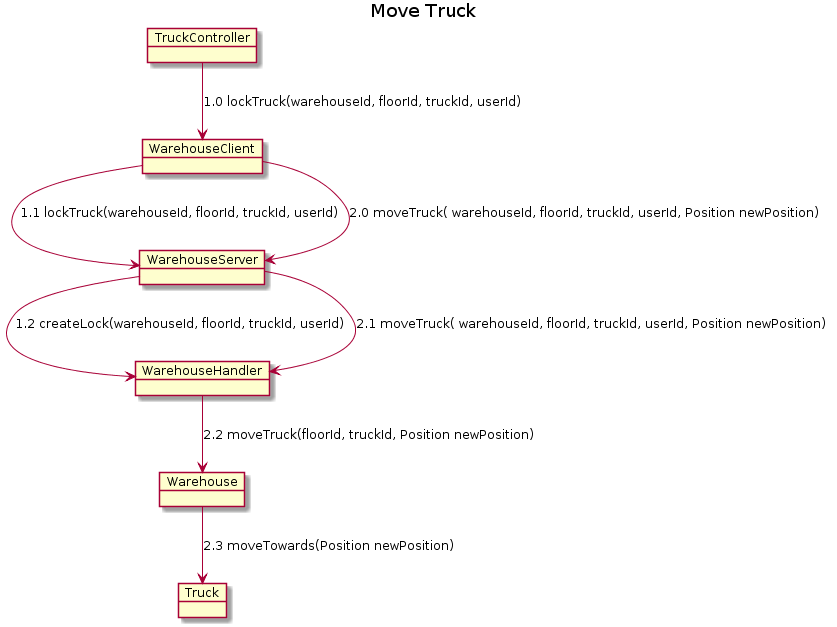 Move Truck
TruckController
1.0 lockTruck(warehouseId, floorId, truckId, userId)
WarehouseClient
1.1 lockTruck(warehouseId, floorId, truckId, userId)
2.0 moveTruck( warehouseId, floorId, truckId, userId, Position newPosition)
WarehouseServer
1.2 createLock(warehouseId, floorId, truckId, userId)
2.1 moveTruck( warehouseId, floorId, truckId, userId, Position newPosition)
WarehouseHandler
2.2 moveTruck(floorId, truckId, Position newPosition)
Warehouse
2.3 moveTowards(Position newPosition)
Truck